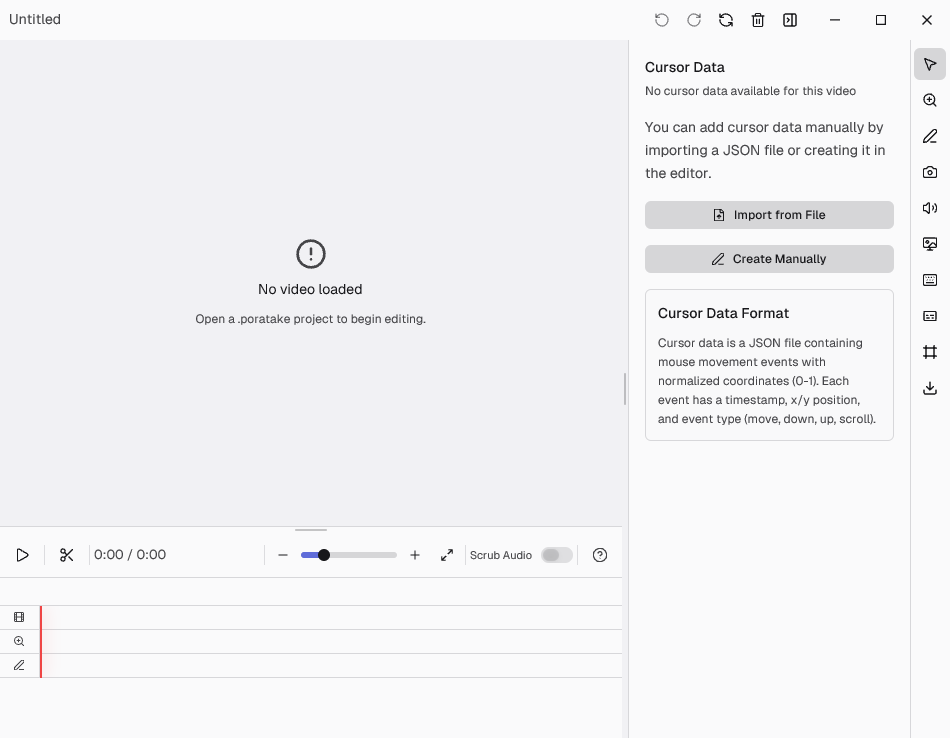 Untitled
Cursor Data
No cursor data available for this video
You can add cursor data manually by
importing a JSON file or creating it in
the editor.
Import from File
Create Manually
Cursor Data Format
Cursor data is a JSON file containing
mouse movement events with
normalized coordinates (0-1). Each
event has a timestamp, x/y position,
and event type (move, down, up, scroll).
No video loaded
Open a .poratake project to begin editing.
0:00 / 0:00
Scrub Audio